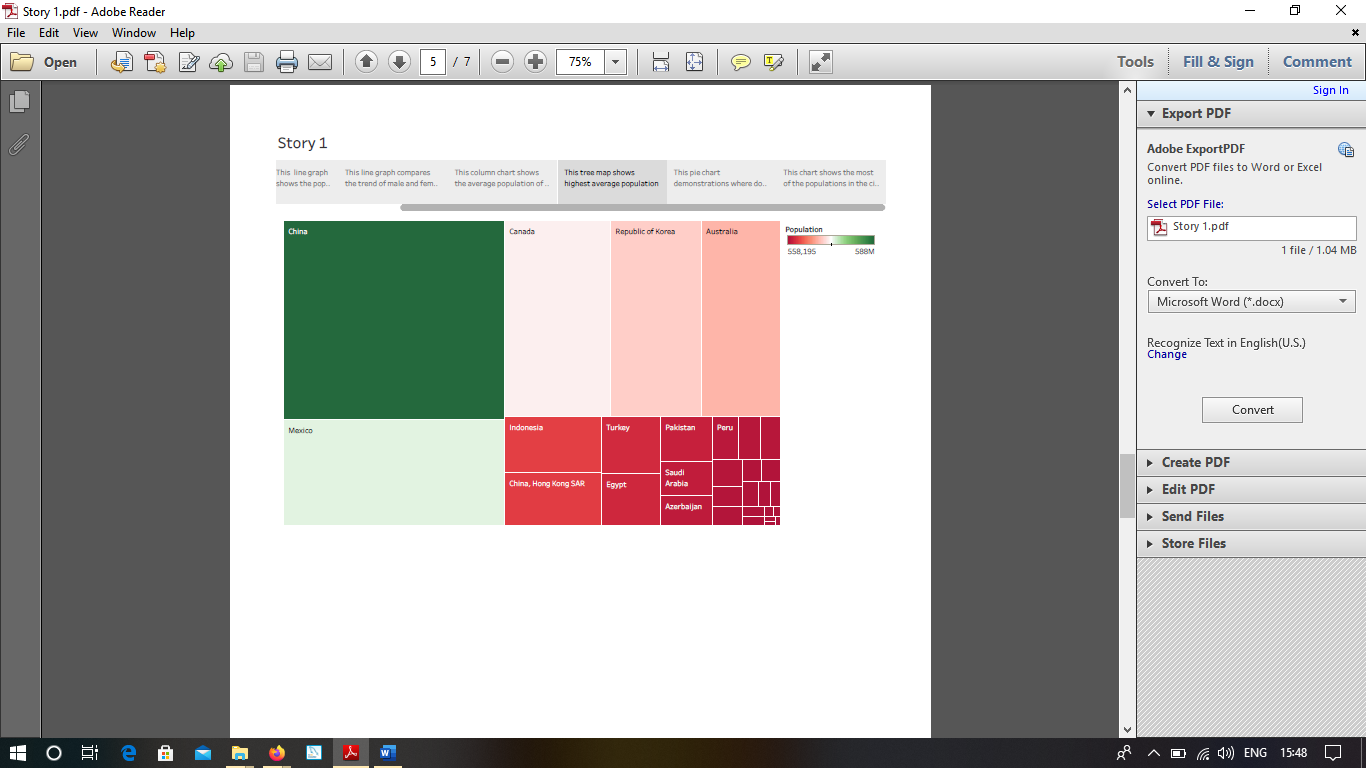 Story 1.pdf - Adobe Reader
File Edit View Window Help
Open 5 / 7 75% Tools Fill & Sign Comment
Sign In
Export PDF
Adobe ExportPDF
Convert PDF files to Word or Excel
online.
Select PDF File:
Story 1.pdf
1 file / 1.04 MB
Convert To:
Microsoft Word (*.docx)
Recognize Text in English(U.S.)
Change
Convert
Create PDF
Edit PDF
Send Files
Store Files
Story 1
This line graph
shows the pop..
This line graph compares
the trend of male and fem..
This column chart shows
the average population of ..
This tree map shows
highest average population
This pie chart
demonstrations where do..
This chart shows the most
of the populations in the ci..
China
Canada
Republic of Korea
Australia
Population
558,195 588M
Mexico
Indonesia
Turkey
Pakistan
Peru
Saudi
Arabia
China, Hong Kong SAR
Egypt
Azerbaijan
ENG 15:48